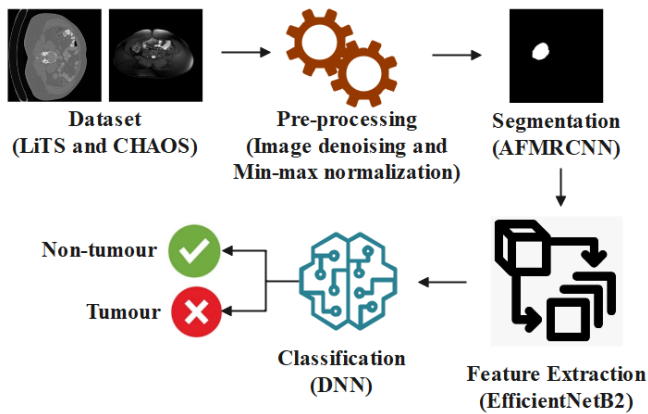 Dataset
(LiTS and CHAOS)
Pre-processing
(Image denoising and
Min-max normalization)
Segmentation
(AFMRCNN)
Non-tumour
Tumour
Classification
(DNN)
Feature Extraction
(EfficientNetB2)